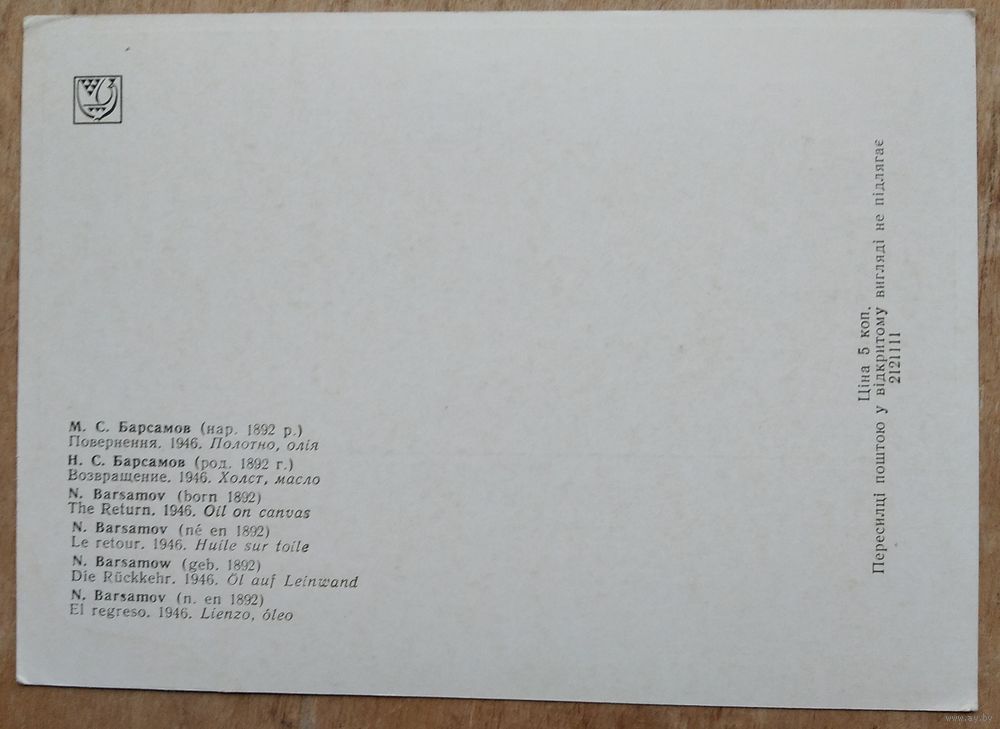 М. С. Барсамов (нар. 1892 р.)
Повернення. 1946. Полотно, олія
Н. С. Барсамов (род. 1892 г.)
Возвращение. 1946. Холст, масло
N. Barsamov (born 1892)
The Return. 1946. Oil on canvas
N. Barsamov (né en 1892)
Le retour. 1946. Huile sur toile
N. Barsamow (geb. 1892)
Die Rückkehr. 1946. Öl auf Leinwand
N. Barsamov (n. en 1892)
El regreso. 1946. Lienzo, óleo
Ціна 5 коп.
Пересилці поштою у відкритому вигляді не підлягає
2121111
www.ay.by